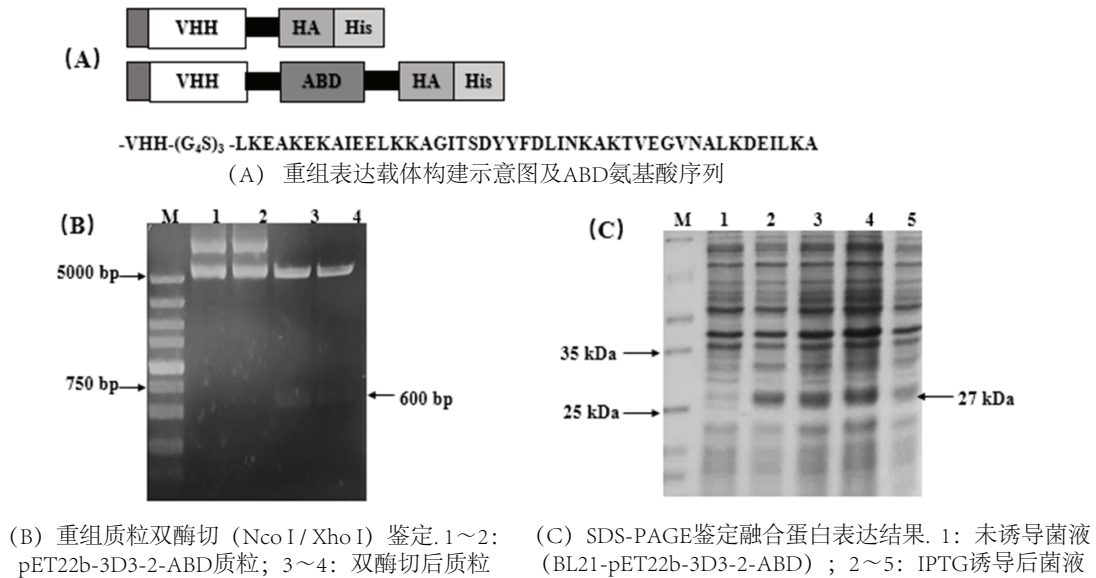 (A)
VHH HA His
VHH ABD HA His
-VHH-(G₄S)₃ -LKEAKEKAIEELKKAGITSDYYFDLINKAKTVEGVNALKDEILKA
(A) 重组表达载体构建示意图及ABD氨基酸序列
(B)
M 1 2 3 4
5000 bp
750 bp
600 bp
(C)
M 1 2 3 4 5
35 kDa
25 kDa
27 kDa
(B) 重组质粒双酶切 (Nco I / Xho I) 鉴定. 1～2:
pET22b-3D3-2-ABD质粒; 3～4: 双酶切后质粒
(C) SDS-PAGE鉴定融合蛋白表达结果. 1: 未诱导菌液
(BL21-pET22b-3D3-2-ABD) ; 2～5: IPTG诱导后菌液